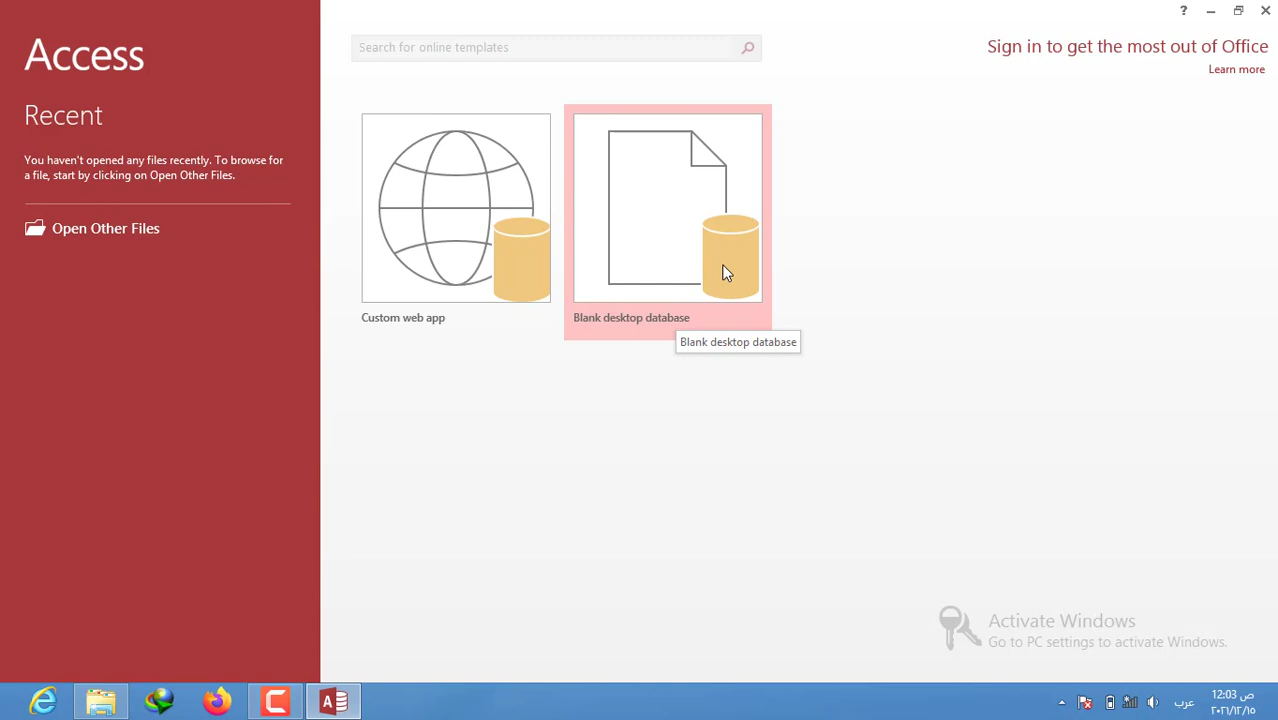 Access
Recent
You haven't opened any files recently. To browse for
a file, start by clicking on Open Other Files.
Open Other Files
Search for online templates
?
Sign in to get the most out of Office
Learn more
Custom web app
Blank desktop database
Blank desktop database
Activate Windows
Go to PC settings to activate Windows.
A
عرب
12:03 ص
٢٠٢١/١٢/١٥